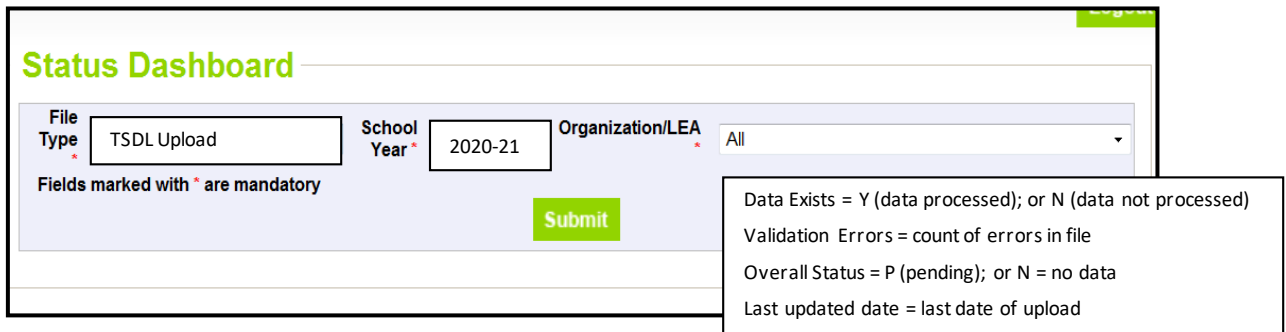 Logout
Status Dashboard
File Type * TSDL Upload School Year * 2020-21 Organization/LEA * All
Fields marked with * are mandatory
Submit
Data Exists = Y (data processed); or N (data not processed)
Validation Errors = count of errors in file
Overall Status = P (pending); or N = no data
Last updated date = last date of upload